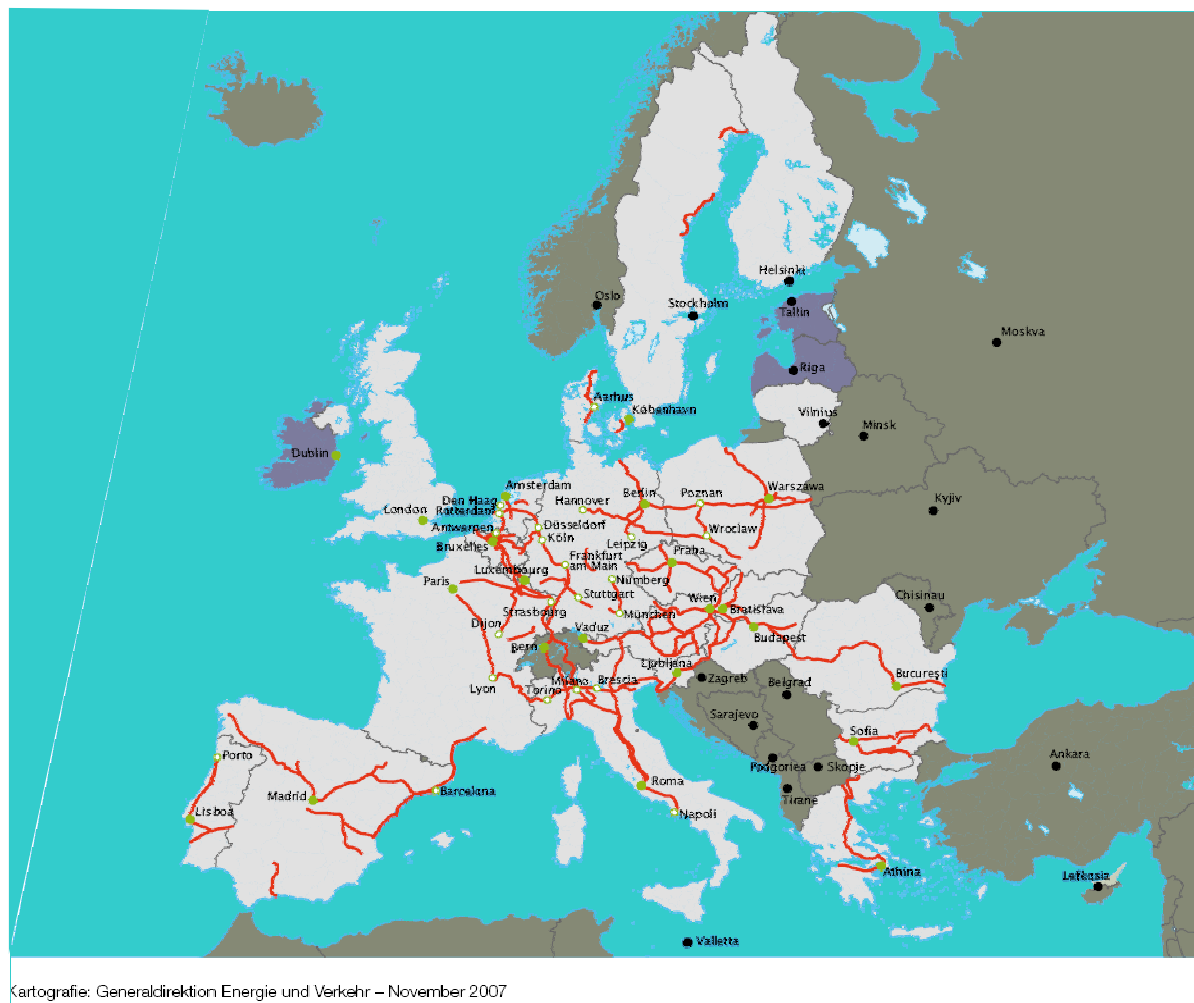 Helsinki
Oslo
Stockholm
Tallin
Moskva
Riga
Aarhus
København
Vilnius
Minsk
Dublin
Amsterdam
Den Haag
Rotterdam
Hannover
Berlin
Poznan
Warszawa
Kyjiv
London
Antwerpen
Düsseldorf
Wroclaw
Bruxelles
Köln
Leipzig
Frankfurt
am Main
Praha
Luxembourg
Paris
Nürnberg
Chisinau
Strasbourg
Stuttgart
Wien
Bratislava
Dijon
München
Vaduz
Budapest
Bern
Ljubljana
Lyon
Torino
Milano
Brescia
Zagreb
Belgrad
București
Sarajevo
Sofia
Porto
Podgoriea
Skopje
Ankara
Madrid
Barcelona
Roma
Tirane
Lisboa
Napoli
Athina
Lefkosia
Valletta
Kartografie: Generaldirektion Energie und Verkehr – November 2007